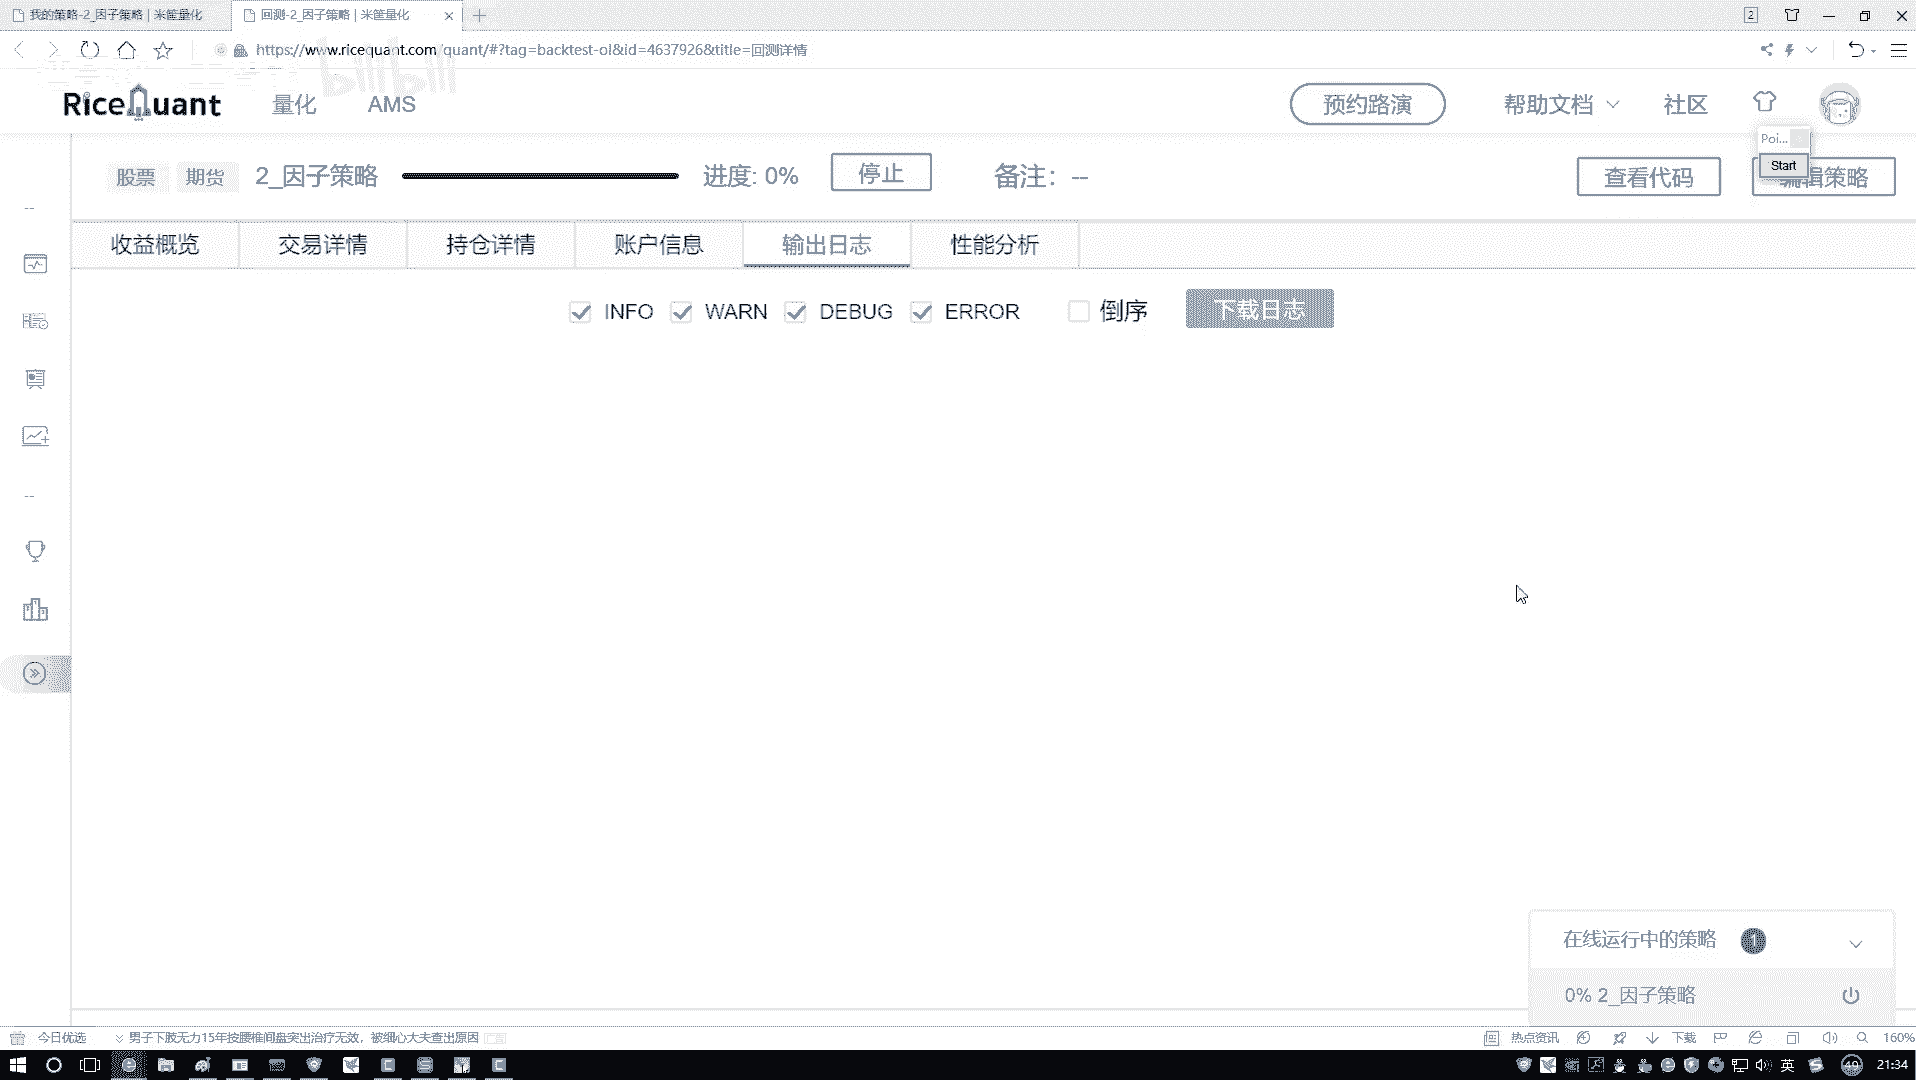 我的策略-2_因子策略 | 米筐量化
回测-2_因子策略 | 米筐量化
2
https://www.ricequant.com/quant/#?tag=backtest-ol&id=4637926&title=回测详情
bilibili
RiceQuant
量化
AMS
预约路演
帮助文档
社区
Poi...
Start
股票
期货
2_因子策略
进度: 0%
停止
备注: --
查看代码
编辑策略
--
收益概览
交易详情
持仓详情
账户信息
输出日志
性能分析
INFO
WARN
DEBUG
ERROR
倒序
下载日志
--
在线运行中的策略
1
0% 2_因子策略
今日优选
男子下肢无力15年按腰椎间盘突出治疗无效，被细心大夫查出原因
热点资讯
下载
160%
英
49
21:34